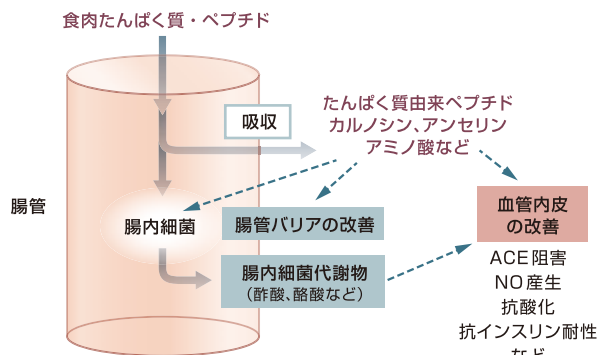 食肉たんぱく質・ペプチド
吸収
たんぱく質由来ペプチド
カルノシン、アンセリン
アミノ酸など
腸管
腸内細菌
腸管バリアの改善
血管内皮
の改善
腸内細菌代謝物
（酢酸、酪酸など）
ACE阻害
NO産生
抗酸化
抗インスリン耐性
など